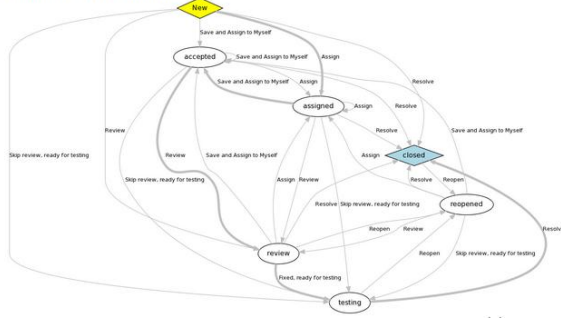 New
Save and Assign to Myself
accepted
Save and Assign to Myself
Assign
Save and Assign to Myself
Assign
Resolve
assigned
Assign
Resolve
Review
Resolve
Save and Assign to Myself
Skip review, ready for testing
Review
Save and Assign to Myself
Assign
closed
Skip review, ready for testing
Assign
Review
Resolve
Reopen
Resolve
Skip review, ready for testing
reopened
Reopen
Review
Resolv
review
Reopen
Skip review, ready for testing
Fixed, ready for testing
testing